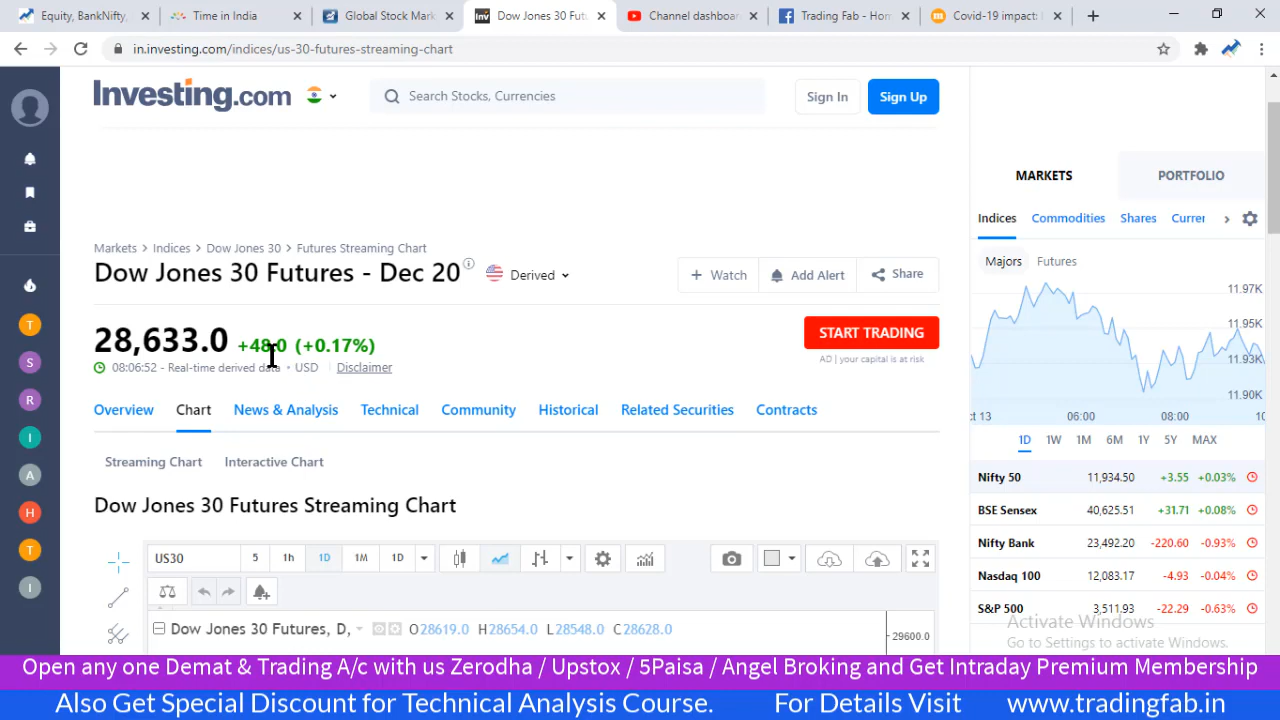 Equity, BankNifty,
Time in India
Global Stock Mark
Dow Jones 30 Futu
Channel dashboar
Trading Fab - Hom
Covid-19 impact:
in.investing.com/indices/us-30-futures-streaming-chart
Investing.com
Search Stocks, Currencies
Sign In
Sign Up
MARKETS
PORTFOLIO
Indices
Commodities
Shares
Currer
Markets > Indices > Dow Jones 30 > Futures Streaming Chart
Majors
Futures
Dow Jones 30 Futures - Dec 20
Derived
+ Watch
Add Alert
Share
11.97K
11.95K
11.93K
11.90K
28,633.0 +48.0 (+0.17%)
START TRADING
AD | your capital is at risk
08:06:52 - Real-time derived data • USD
Disclaimer
ct 13
06:00
08:00
10
Overview
Chart
News & Analysis
Technical
Community
Historical
Related Securities
Contracts
1D
1W
1M
6M
1Y
5Y
MAX
Streaming Chart
Interactive Chart
Nifty 50 11,934.50 +3.55 +0.03%
BSE Sensex 40,625.51 +31.71 +0.08%
Nifty Bank 23,492.20 -220.60 -0.93%
Nasdaq 100 12,083.17 -4.93 -0.04%
S&P 500 3,511.93 -22.29 -0.63%
Dow Jones 30 Futures Streaming Chart
US30
5
1h
1D
1M
1D
Dow Jones 30 Futures, D,
O28619.0 H28654.0 L28548.0 C28628.0
29600.0
T
S
R
I
A
H
T
I
Activate Windows
Go to Settings to activate Windows.
Open any one Demat & Trading A/c with us Zerodha / Upstox / 5Paisa / Angel Broking and Get Intraday Premium Membership
Also Get Special Discount for Technical Analysis Course. For Details Visit www.tradingfab.in